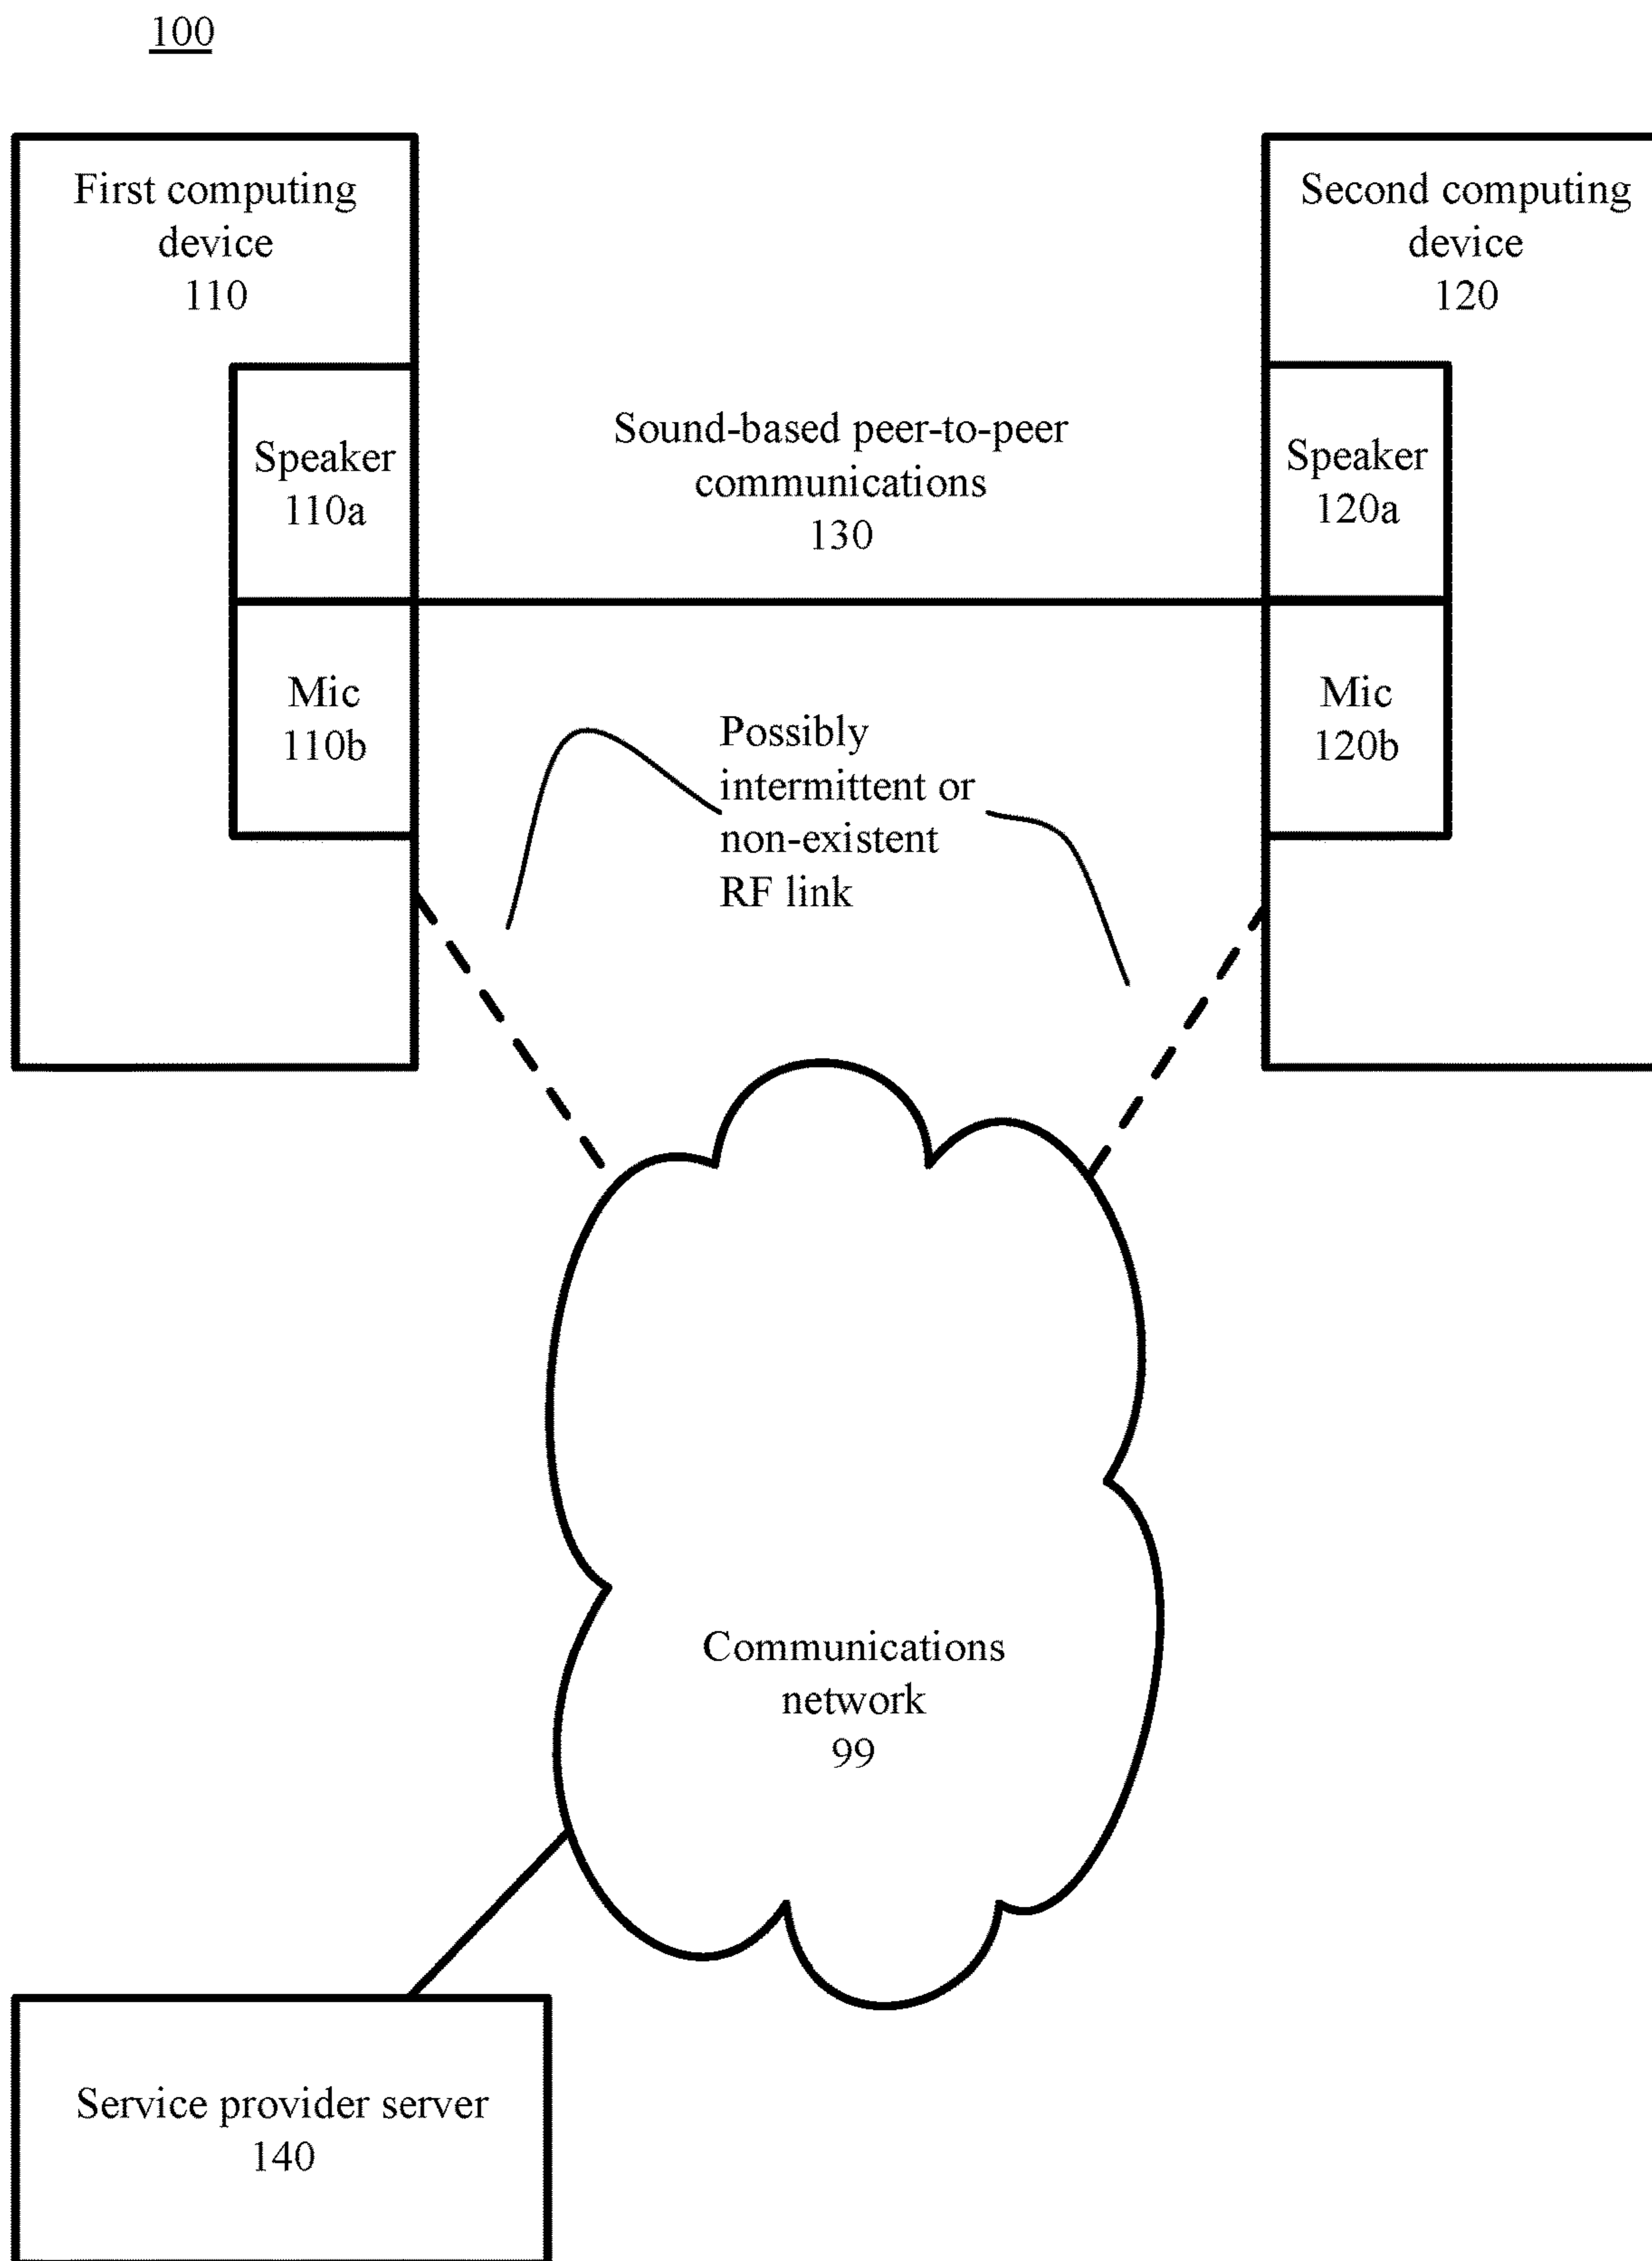 100
First computing
device
110
Second computing
device
120
Speaker
110a
Sound-based peer-to-peer
communications
130
Speaker
120a
Mic
110b
Possibly
intermittent or
non-existent
RF link
Mic
120b
Communications
network
99
Service provider server
140